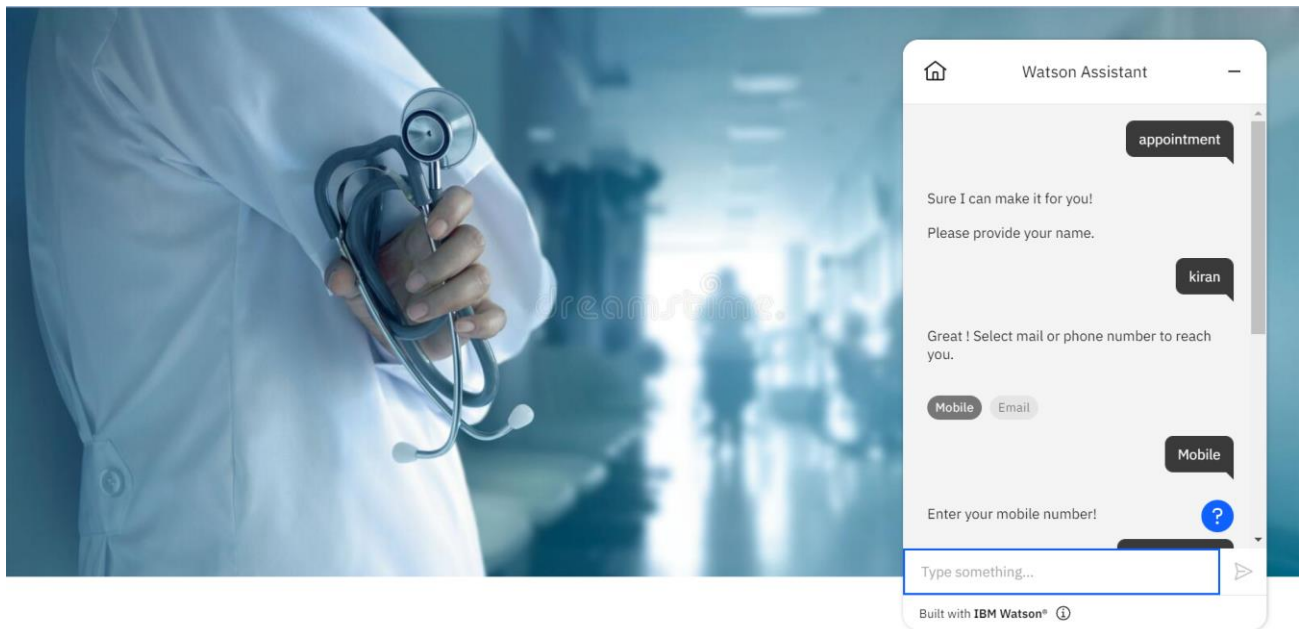 Watson Assistant
appointment
Sure I can make it for you!
Please provide your name.
kiran
Great ! Select mail or phone number to reach
you.
Mobile
Email
Mobile
Enter your mobile number!
?
Type something...
Built with IBM Watson®
dreamstime.